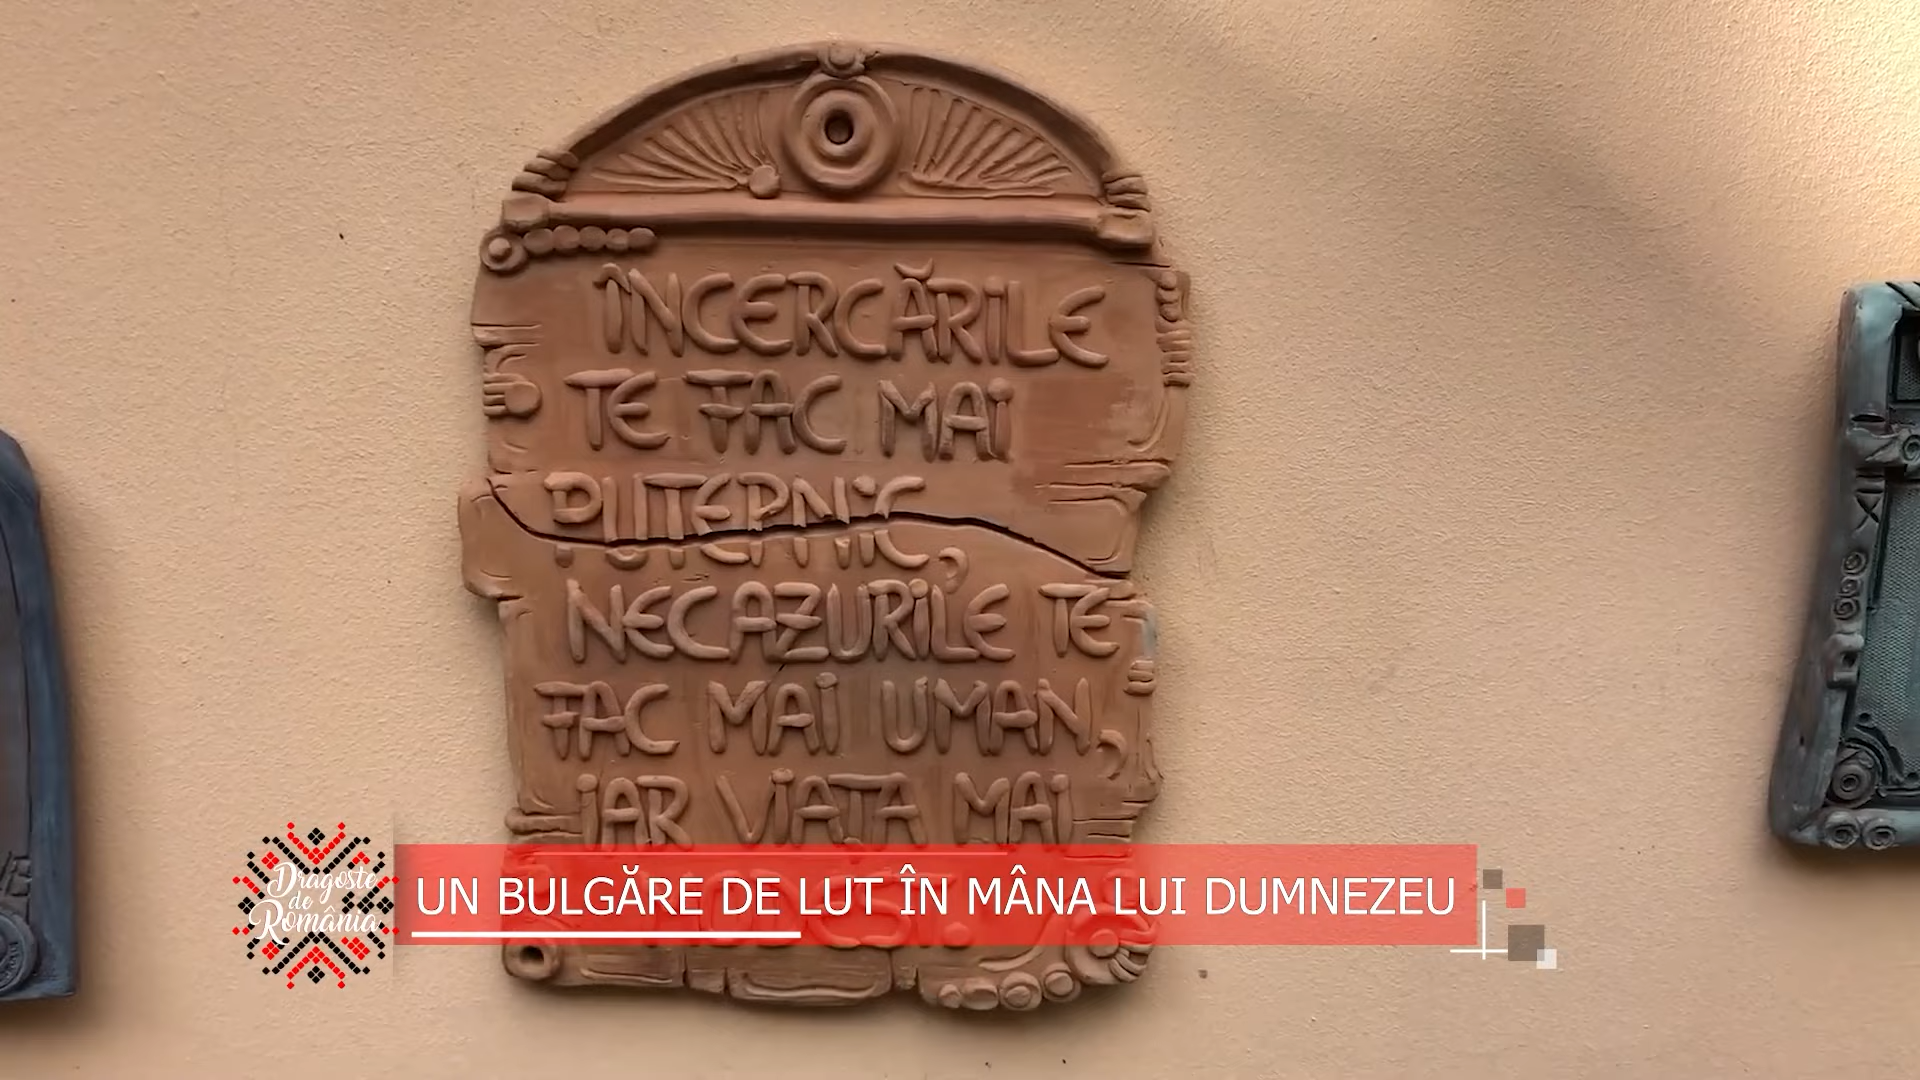 ÎNCERCĂRILE
TE FAC MAI
PUTERNIC,
NECAZURILE TE
FAC MAI UMAN,
IAR VIAȚA MAI
Dragoste
de
România
UN BULGĂRE DE LUT ÎN MÂNA LUI DUMNEZEU